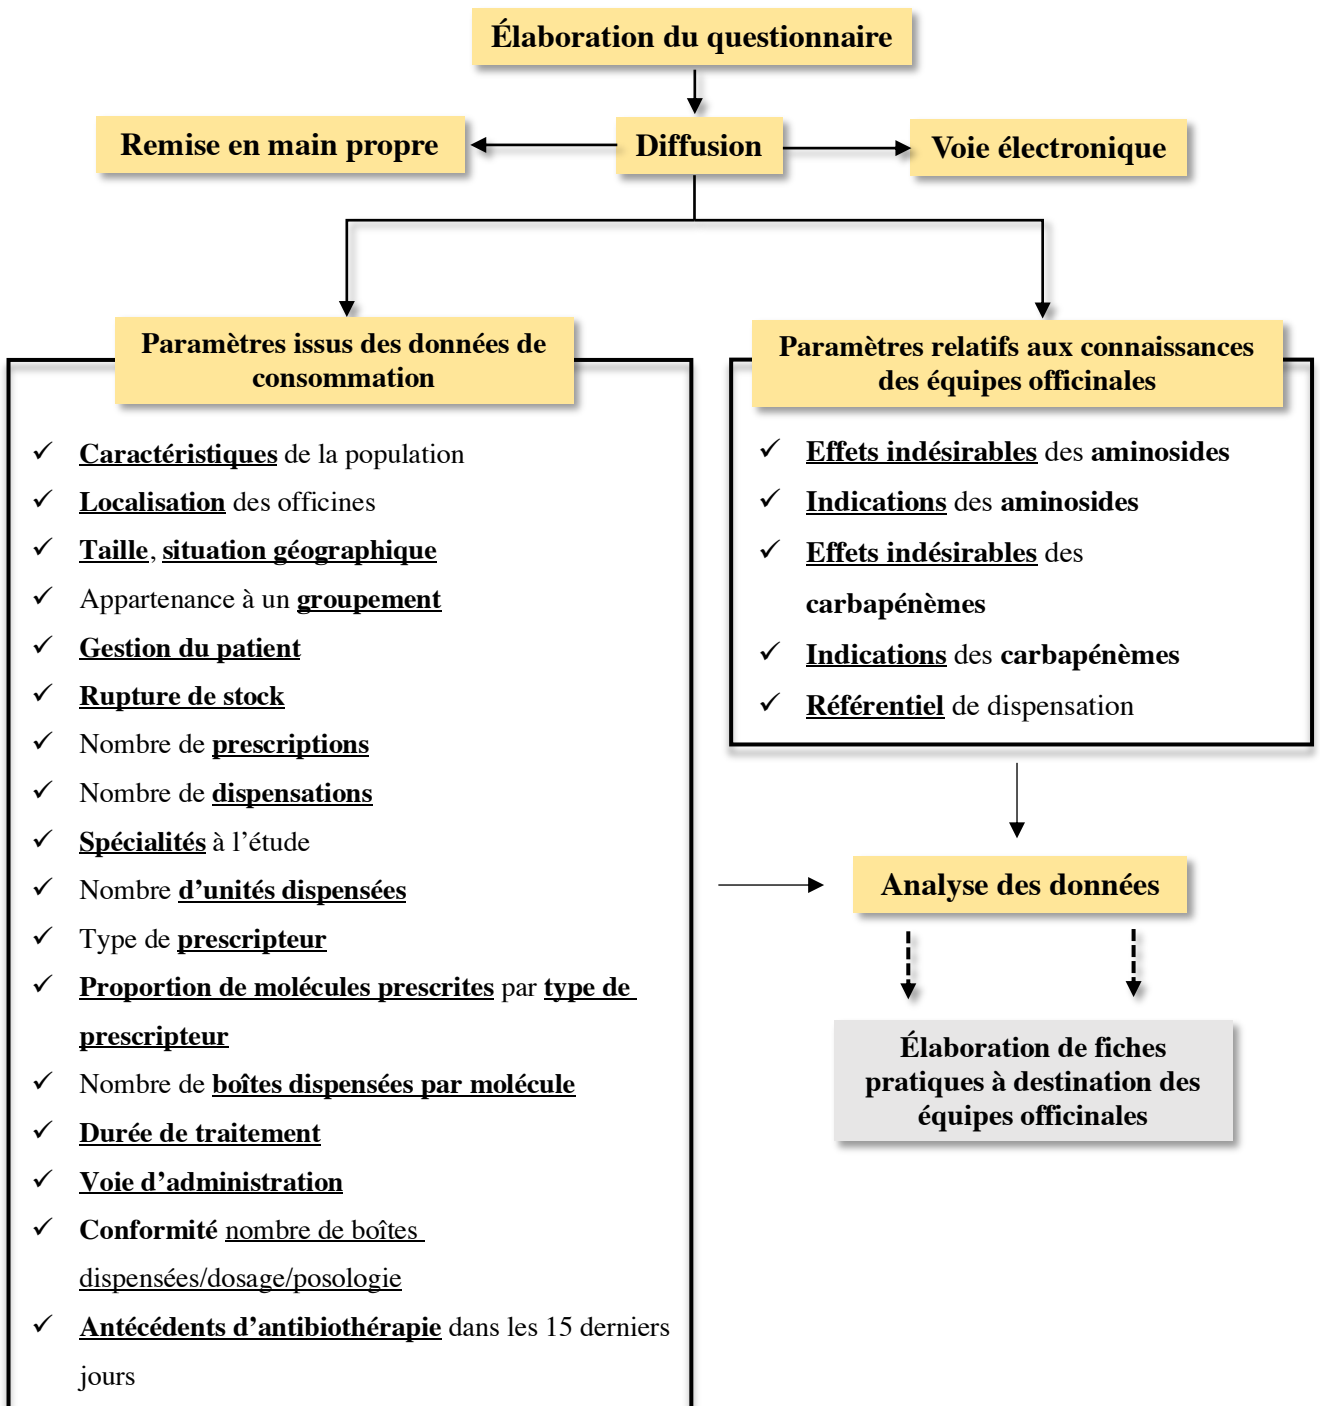 Élaboration du questionnaire
Remise en main propre
Diffusion
Voie électronique
Paramètres issus des données de
consommation
✓ Caractéristiques de la population
✓ Localisation des officines
✓ Taille, situation géographique
✓ Appartenance à un groupement
✓ Gestion du patient
✓ Rupture de stock
✓ Nombre de prescriptions
✓ Nombre de dispensations
✓ Spécialités à l’étude
✓ Nombre d’unités dispensées
✓ Type de prescripteur
✓ Proportion de molécules prescrites par type de
prescripteur
✓ Nombre de boîtes dispensées par molécule
✓ Durée de traitement
✓ Voie d’administration
✓ Conformité nombre de boîtes
dispensées/dosage/posologie
✓ Antécédents d’antibiothérapie dans les 15 derniers
jours
Paramètres relatifs aux connaissances
des équipes officinales
✓ Effets indésirables des aminosides
✓ Indications des aminosides
✓ Effets indésirables des
carbapénèmes
✓ Indications des carbapénèmes
✓ Référentiel de dispensation
Analyse des données
Élaboration de fiches
pratiques à destination des
équipes officinales